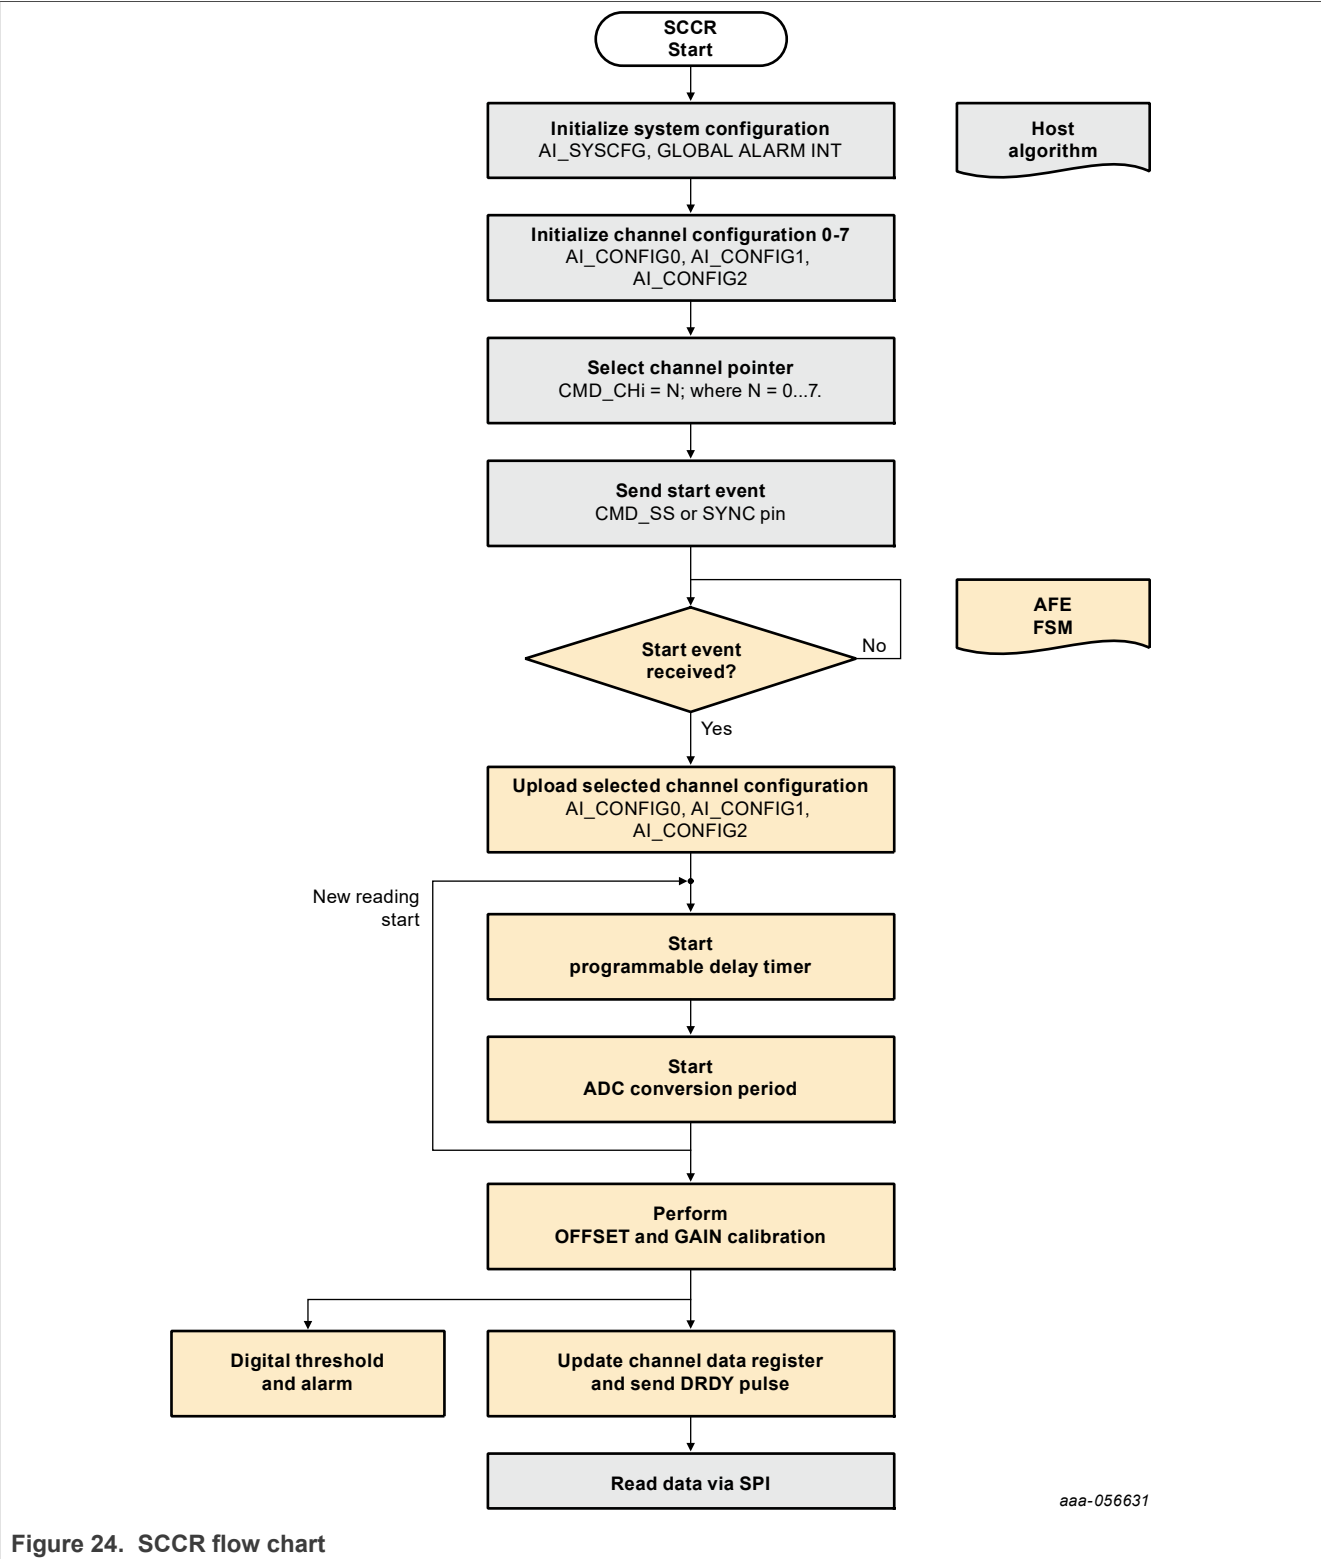 SCCR
Start
Initialize system configuration
AI_SYSCFG, GLOBAL ALARM INT
Host
algorithm
Initialize channel configuration 0-7
AI_CONFIG0, AI_CONFIG1,
AI_CONFIG2
Select channel pointer
CMD_CHi = N; where N = 0...7.
Send start event
CMD_SS or SYNC pin
AFE
FSM
Start event
received?
No
Yes
Upload selected channel configuration
AI_CONFIG0, AI_CONFIG1,
AI_CONFIG2
New reading
start
Start
programmable delay timer
Start
ADC conversion period
Perform
OFFSET and GAIN calibration
Digital threshold
and alarm
Update channel data register
and send DRDY pulse
Read data via SPI
aaa-056631
Figure 24. SCCR flow chart